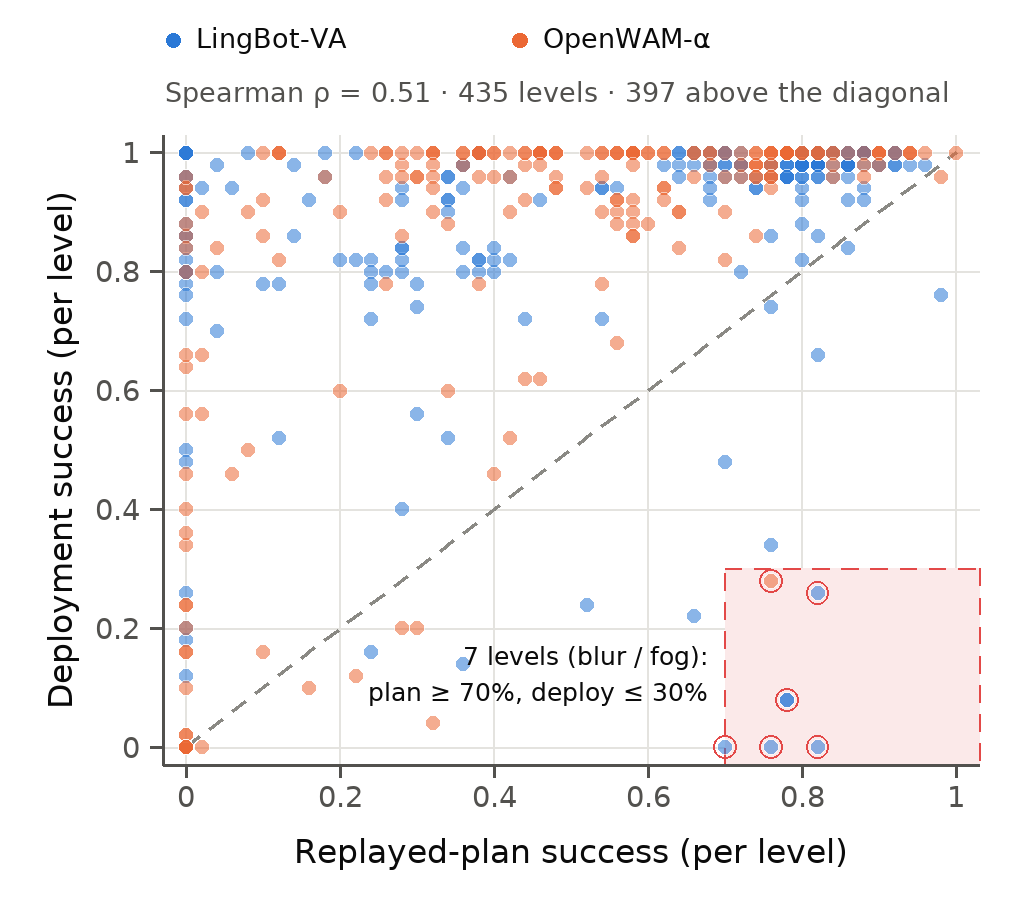 LingBot-VA
OpenWAM-α
Spearman ρ = 0.51 · 435 levels · 397 above the diagonal
Deployment success (per level)
1
0.8
0.6
0.4
0.2
0
7 levels (blur / fog):
plan ≥ 70%, deploy ≤ 30%
0 0.2 0.4 0.6 0.8 1
Replayed-plan success (per level)